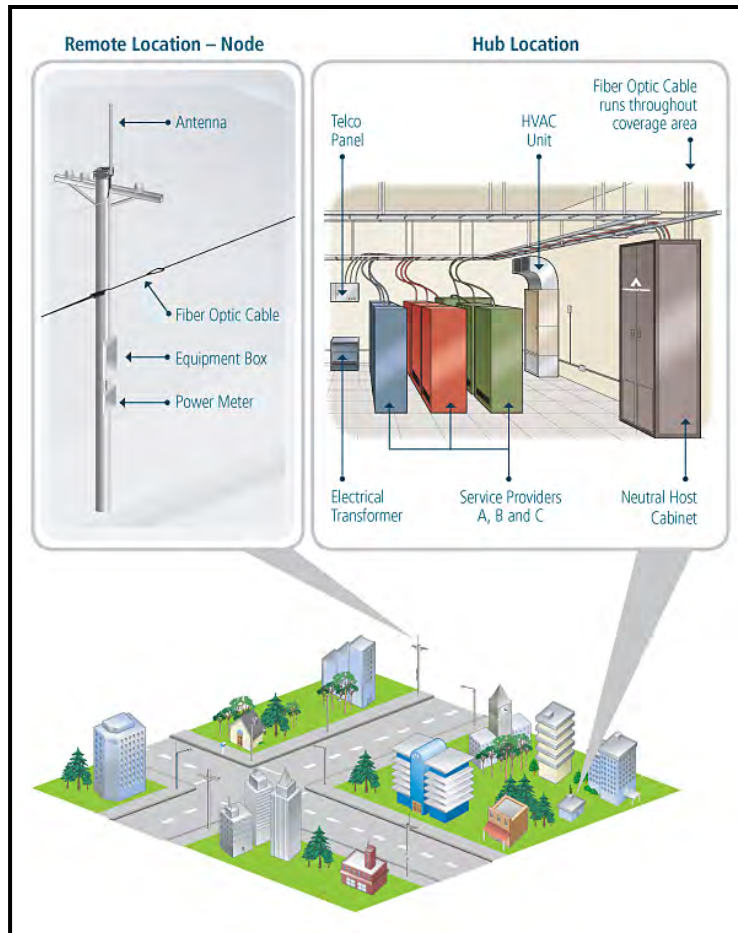 Remote Location – Node
Antenna
Fiber Optic Cable
Equipment Box
Power Meter
Hub Location
Telco
Panel
HVAC
Unit
Fiber Optic Cable
runs throughout
coverage area
Electrical
Transformer
Service Providers
A, B and C
Neutral Host
Cabinet